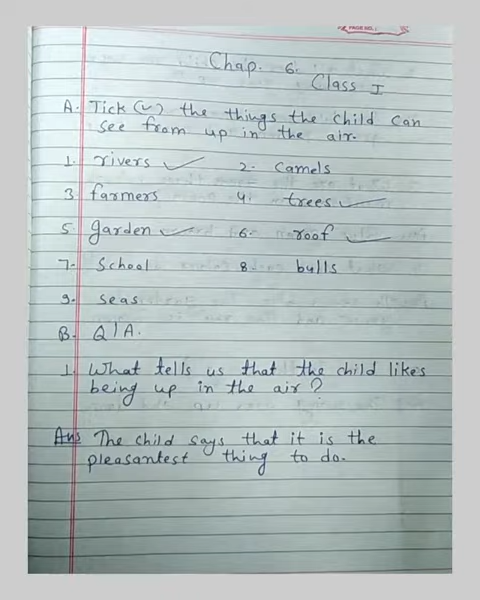 PAGE NO.:
Chap. 6.
Class I
A. Tick (✓) the things the child can
see from up in the air.
1. rivers ✓ 2. Camels
3. farmers 4. trees ✓
5. garden ✓ 6. roof ✓
7. School 8. bulls
9. seas
B. Q/A.
1. What tells us that the child likes
being up in the air?
Ans The child says that it is the
pleasantest thing to do.